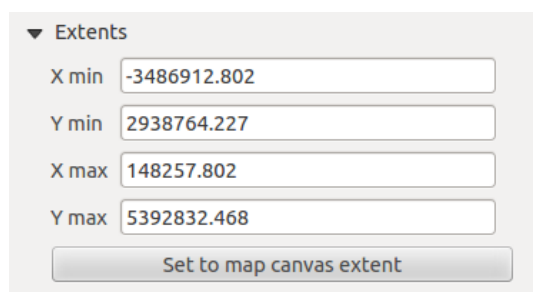 Extents
X min -3486912.802
Y min 2938764.227
X max 148257.802
Y max 5392832.468
Set to map canvas extent